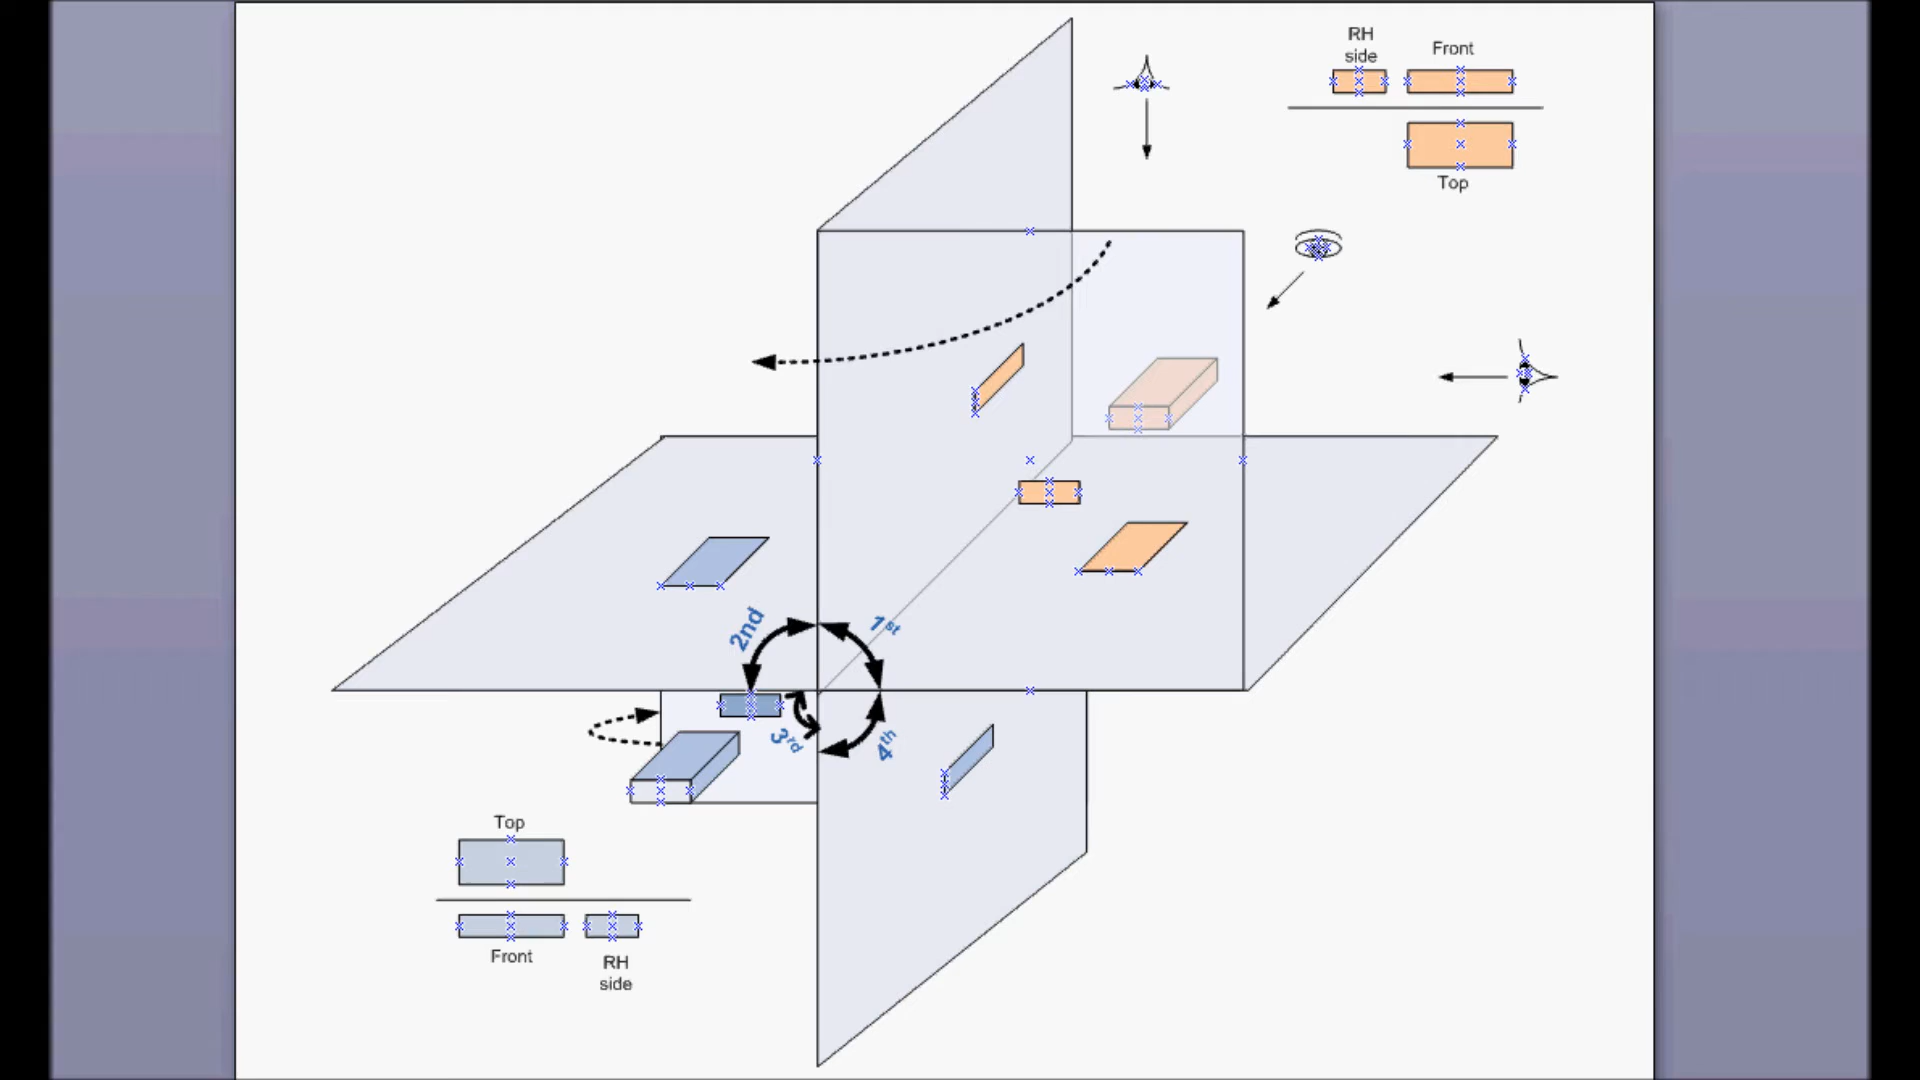 RH
side
Front
Top
2nd
1st
3rd
4th
Top
Front
RH
side